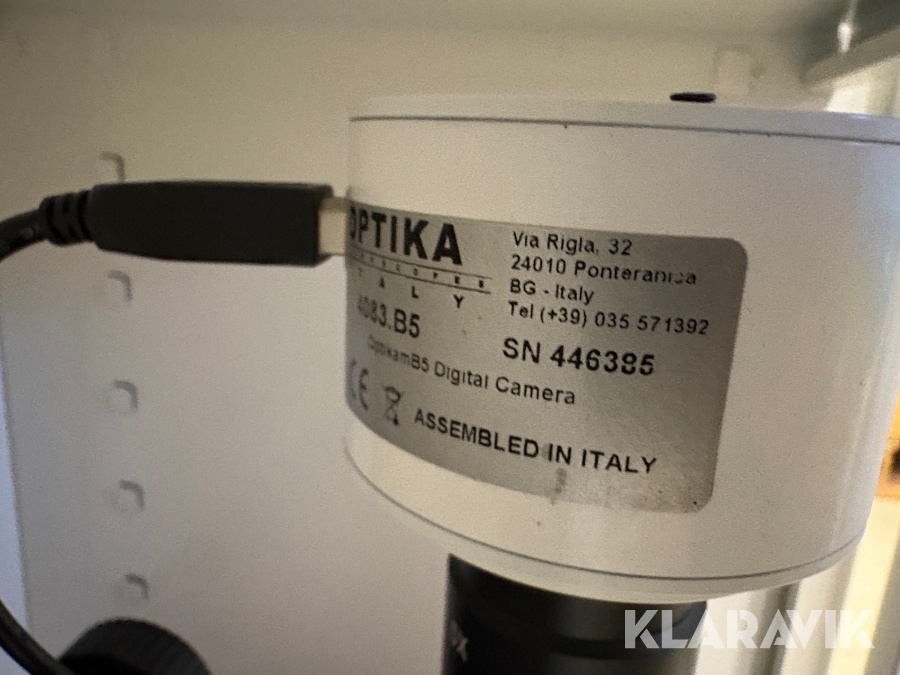 OPTIKA
ITALY
Via Rigla, 32
24010 Ponteranica
BG - Italy
Tel (+39) 035 571392
4083.B5
SN 446385
OptikamB5 Digital Camera
CE
ASSEMBLED IN ITALY
KLARAVIK